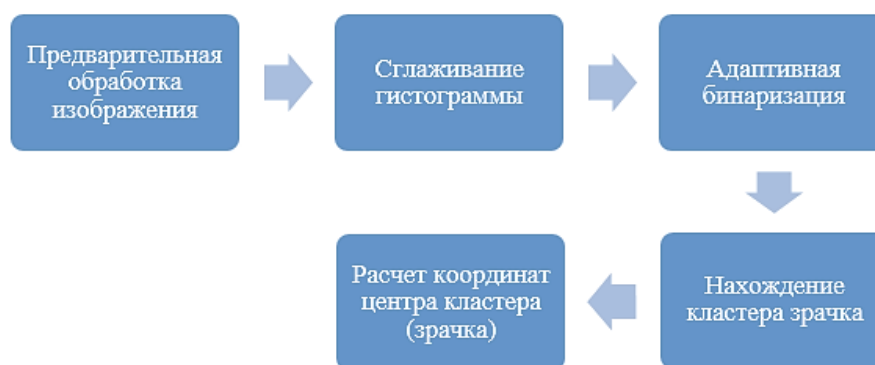 Предварительная
обработка
изображения
Сглаживание
гистограммы
Адаптивная
бинаризация
Нахождение
кластера зрачка
Расчет координат
центра кластера
(зрачка)